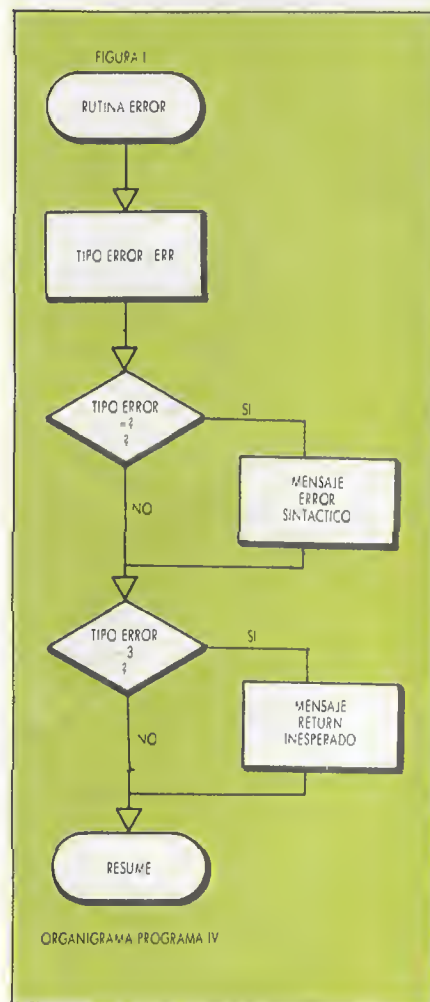 FIGURA I
RUTINA ERROR
TIPO ERROR ERR
TIPO ERROR
= ?
?
SI
MENSAJE
ERROR
SINTACTICO
NO
TIPO ERROR
3
?
SI
MENSAJE
RETURN
INESPERADO
NO
RESUME
ORGANIGRAMA PROGRAMA IV